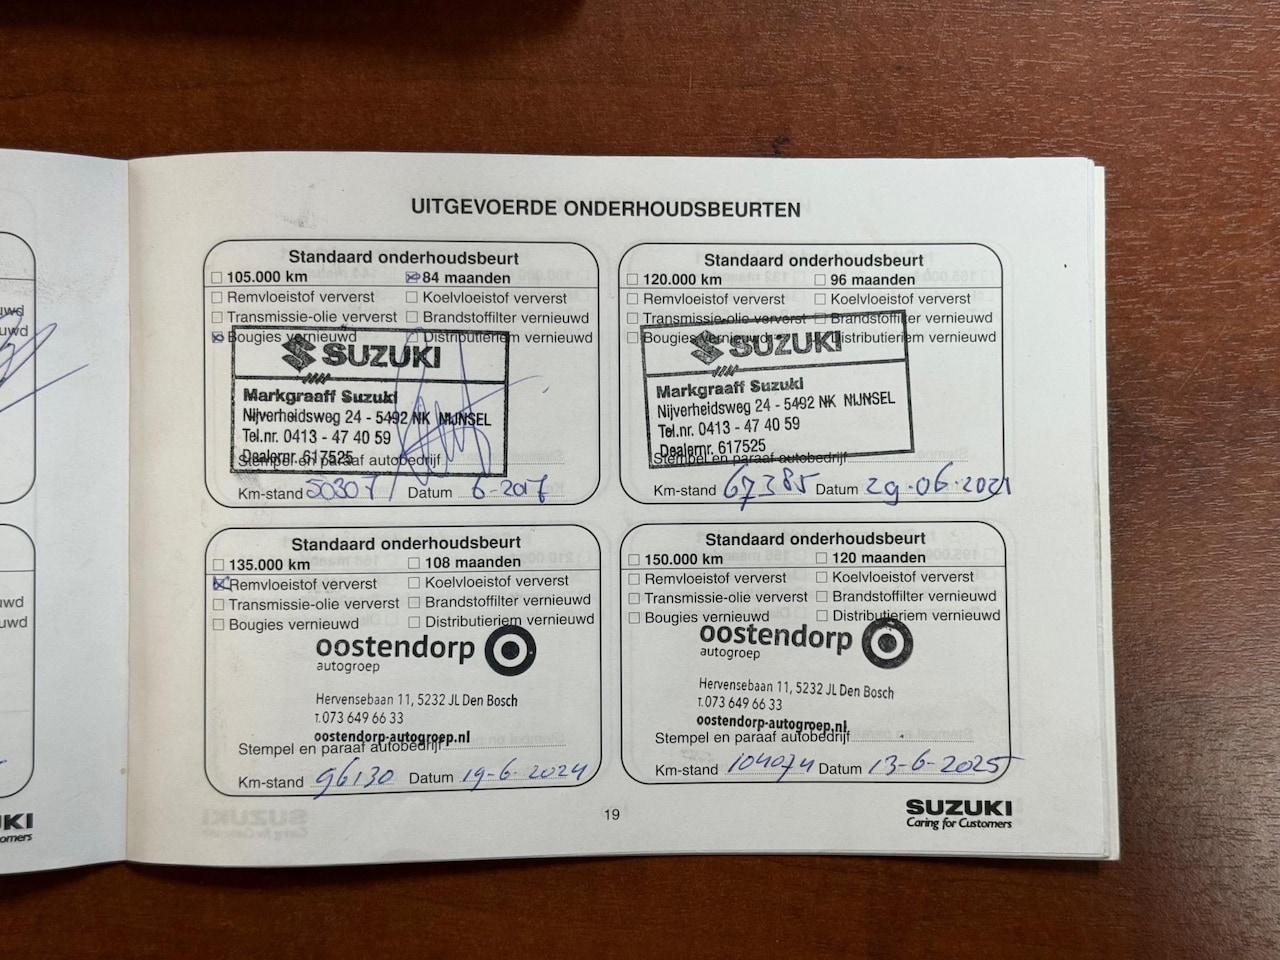 UITGEVOERDE ONDERHOUDSBEURTEN
Standaard onderhoudsbeurt
105.000 km 84 maanden
Remvloeistof ververst Koelvloeistof ververst
Transmissie-olie ververst Brandstoffilter vernieuwd
Bougies vernieuwd Distributieriem vernieuwd
SUZUKI
Markgraaff Suzuki
Nijverheidsweg 24 - 5492 NK NIJNSEL
Tel.nr. 0413 - 47 40 59
Dealernr. 617525
Stempel en paraaf autobedrijf
Km-stand 50307 Datum 6-2017
Standaard onderhoudsbeurt
120.000 km 96 maanden
Remvloeistof ververst Koelvloeistof ververst
Transmissie-olie ververst Brandstoffilter vernieuwd
Bougies vernieuwd Distributieriem vernieuwd
SUZUKI
Markgraaff Suzuki
Nijverheidsweg 24 - 5492 NK NIJNSEL
Tel.nr. 0413 - 47 40 59
Dealernr. 617525
Stempel en paraaf autobedrijf
Km-stand 67385 Datum 29-06-2021
Standaard onderhoudsbeurt
135.000 km 108 maanden
Remvloeistof ververst Koelvloeistof ververst
Transmissie-olie ververst Brandstoffilter vernieuwd
Bougies vernieuwd Distributieriem vernieuwd
oostendorp
autogroep
Hervensebaan 11, 5232 JL Den Bosch
T.073 649 66 33
oostendorp-autogroep.nl
Stempel en paraaf autobedrijf
Km-stand 96130 Datum 19-6-2024
Standaard onderhoudsbeurt
150.000 km 120 maanden
Remvloeistof ververst Koelvloeistof ververst
Transmissie-olie ververst Brandstoffilter vernieuwd
Bougies vernieuwd Distributieriem vernieuwd
oostendorp
autogroep
Hervensebaan 11, 5232 JL Den Bosch
T.073 649 66 33
oostendorp-autogroep.nl
Stempel en paraaf autobedrijf
Km-stand 104074 Datum 13-6-2025
19
SUZUKI
Caring for Customers